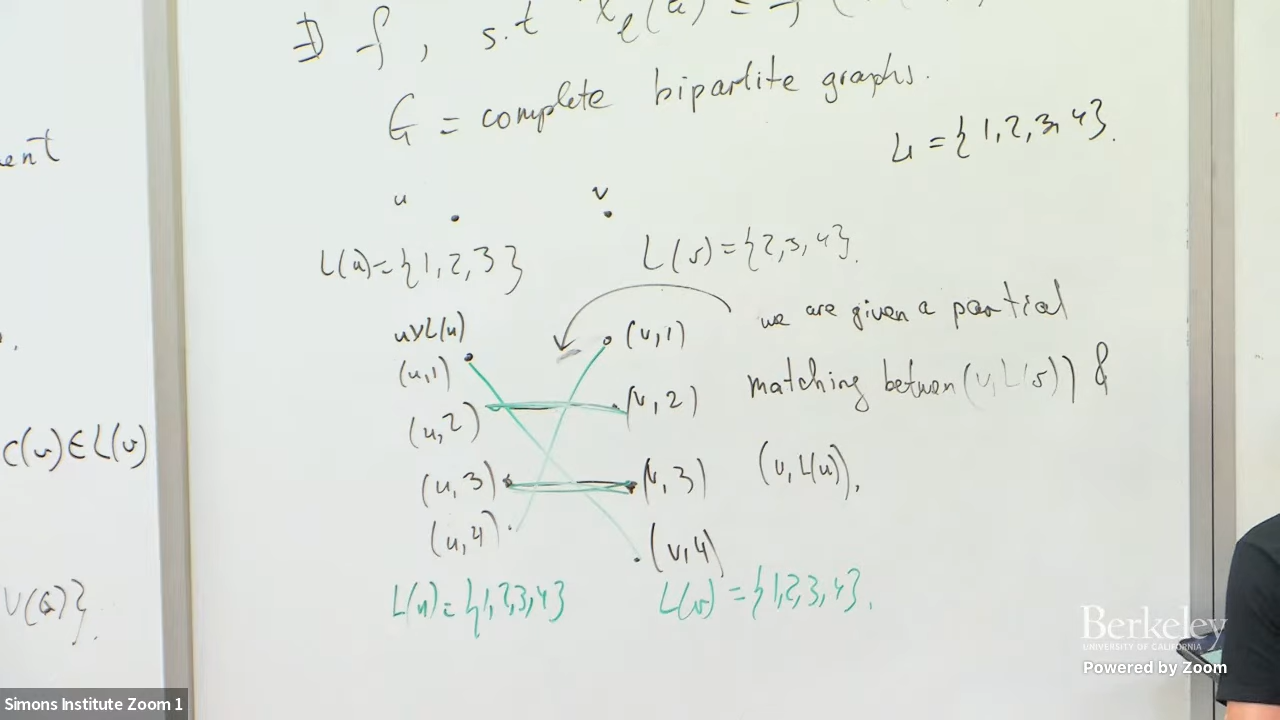 ∄ f, s.t χ_ℓ(G) = f(
G = complete bipartite graphs.
L = {1,2,3,4}.
ent
u
v
L(u)={1,2,3}
L(v)={2,3,4}.
u×L(u)
(u,1)
(u,2)
(u,3)
(u,4)
(v,1)
(v,2)
(v,3)
(v,4)
we are given a partial
matching betwen (v,L(v)) &
(u,L(u)).
L(u)={1,2,3,4}
L(v)={1,2,3,4}.
c(v)∈L(v)
V(G)}.
Berkeley
UNIVERSITY OF CALIFORNIA
Powered by Zoom
Simons Institute Zoom 1